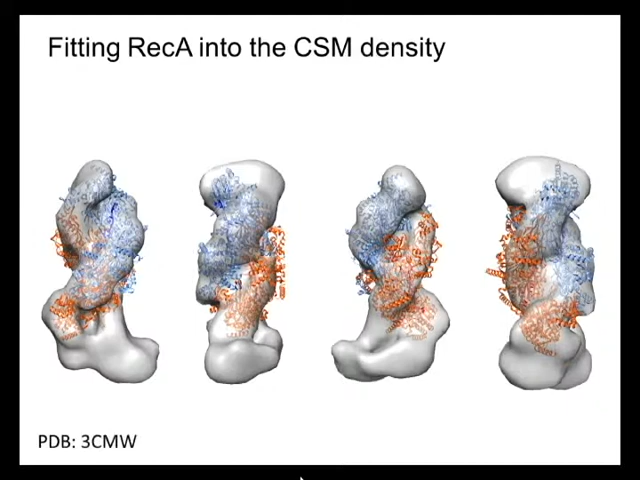 Fitting RecA into the CSM density
PDB: 3CMW